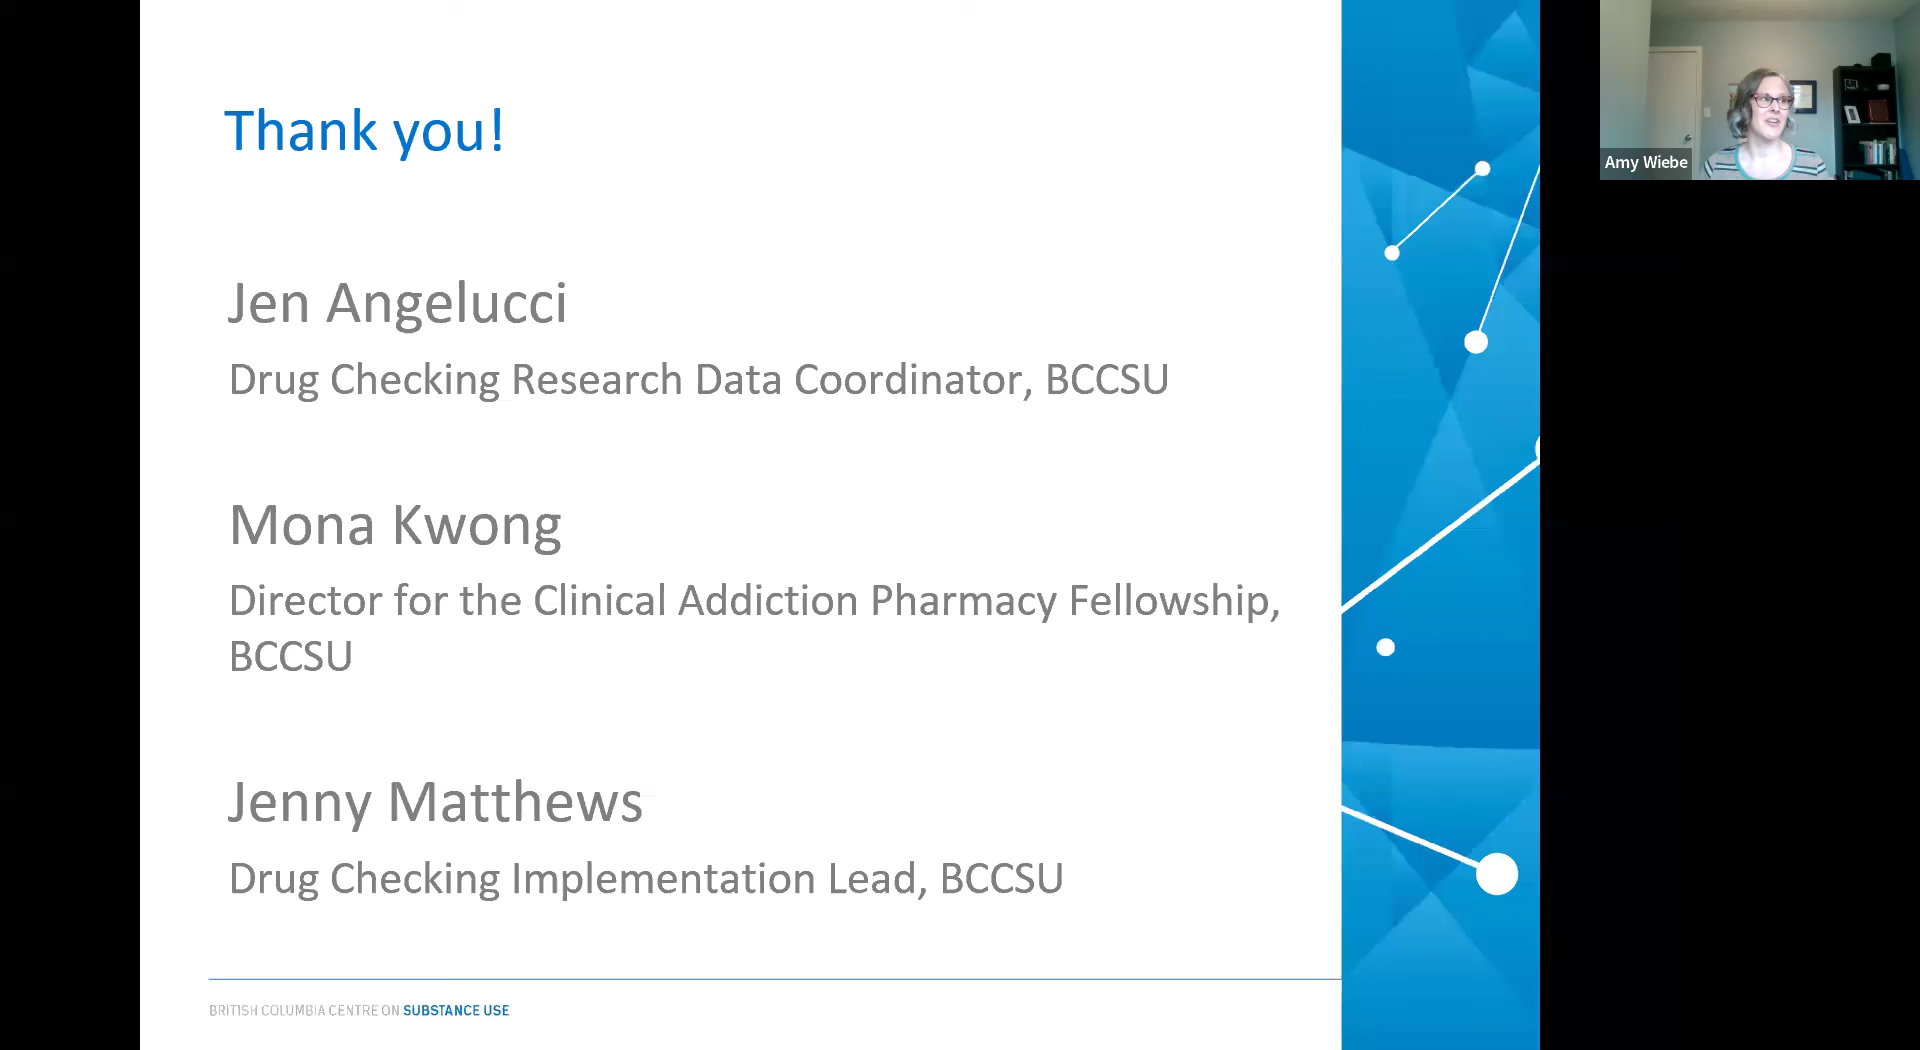 Thank you!
Jen Angelucci
Drug Checking Research Data Coordinator, BCCSU
Mona Kwong
Director for the Clinical Addiction Pharmacy Fellowship,
BCCSU
Jenny Matthews
Drug Checking Implementation Lead, BCCSU
BRITISH COLUMBIA CENTRE ON SUBSTANCE USE
Amy Wiebe